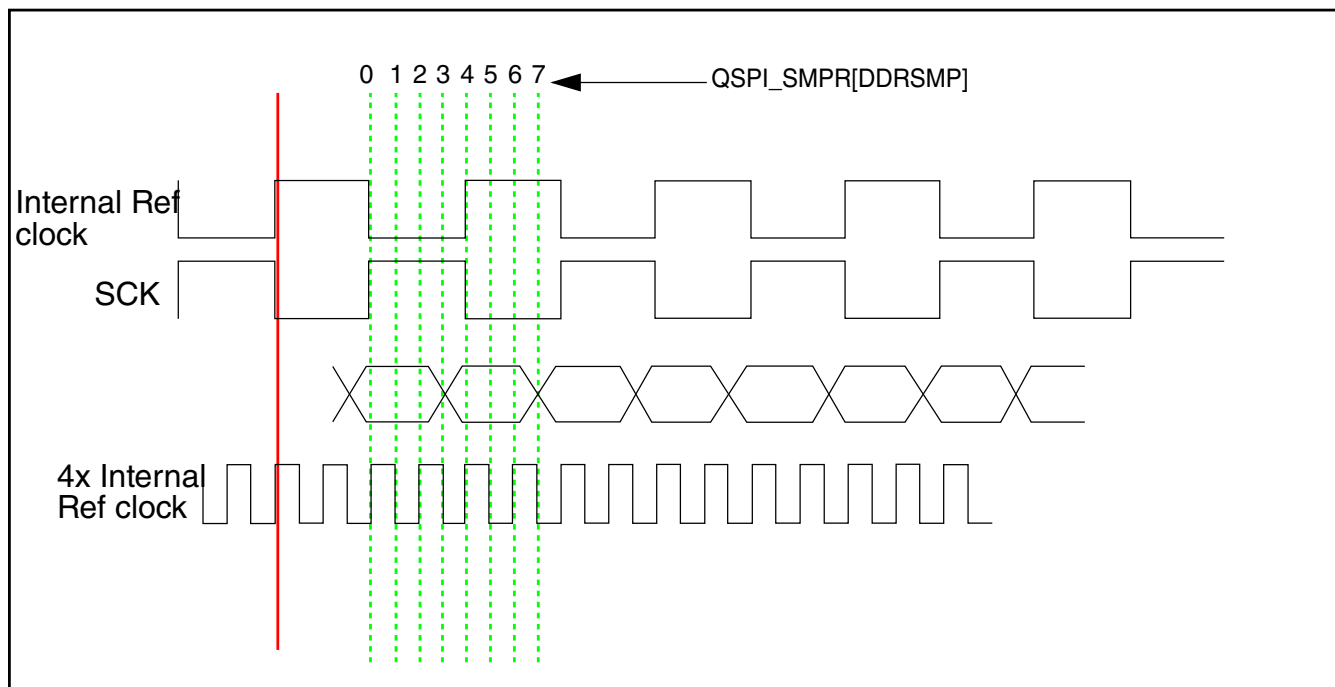 0 1 2 3 4 5 6 7
QSPI_SMPR[DDRSMP]
Internal Ref
clock
SCK
4x Internal
Ref clock